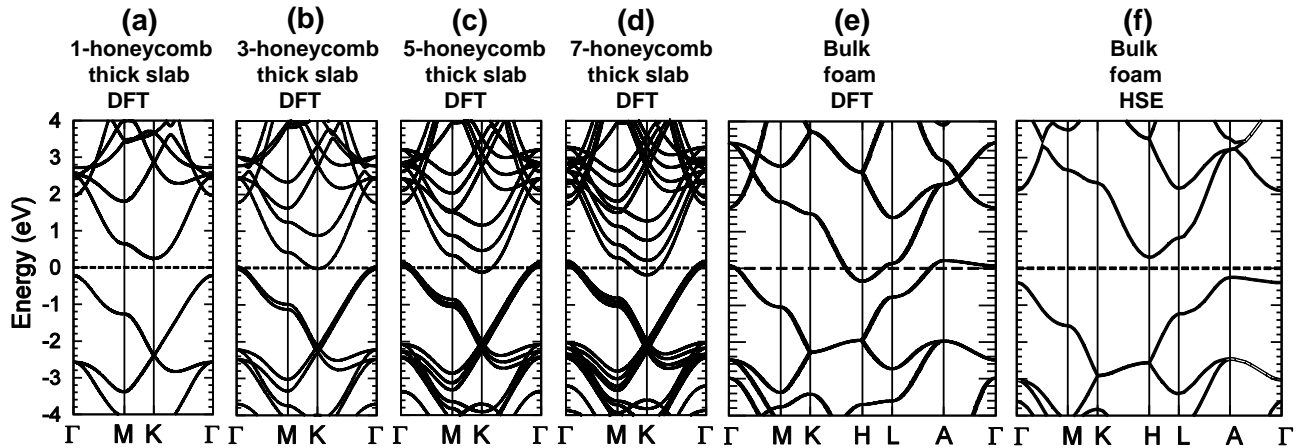 (a) (b) (c) (d) (e) (f)
1-honeycomb 3-honeycomb 5-honeycomb 7-honeycomb Bulk Bulk
thick slab thick slab thick slab thick slab foam foam
DFT DFT DFT DFT DFT HSE
Energy (eV)
4
3
2
1
0
-1
-2
-3
-4
Γ M K Γ Γ M K Γ Γ M K Γ Γ M K Γ Γ M K H L A Γ Γ M K H L A Γ